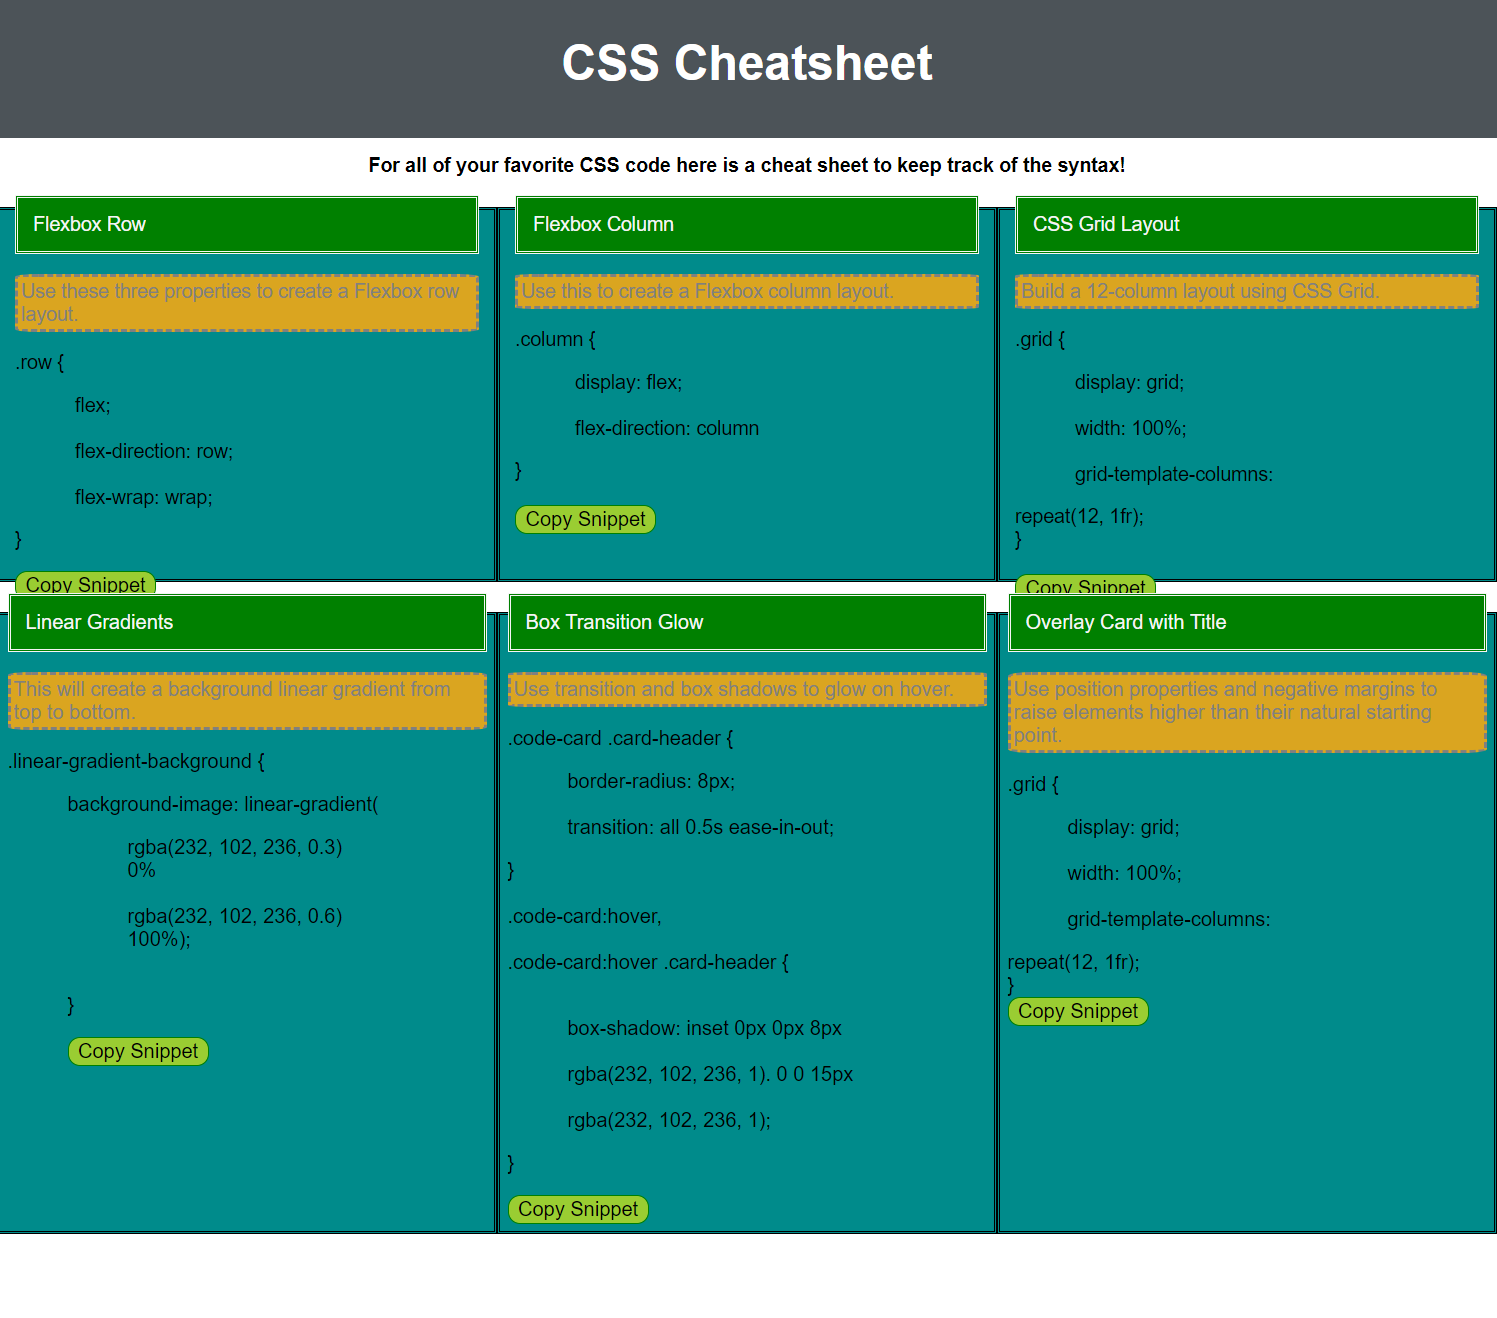 CSS Cheatsheet
For all of your favorite CSS code here is a cheat sheet to keep track of the syntax!
Flexbox Row
Use these three properties to create a Flexbox row
layout.
.row {
flex;
flex-direction: row;
flex-wrap: wrap;
}
Copy Snippet
Flexbox Column
Use this to create a Flexbox column layout.
.column {
display: flex;
flex-direction: column
}
Copy Snippet
CSS Grid Layout
Build a 12-column layout using CSS Grid.
.grid {
display: grid;
width: 100%;
grid-template-columns:
repeat(12, 1fr);
}
Copy Snippet
Linear Gradients
This will create a background linear gradient from
top to bottom.
.linear-gradient-background {
background-image: linear-gradient(
rgba(232, 102, 236, 0.3)
0%
rgba(232, 102, 236, 0.6)
100%);
}
Copy Snippet
Box Transition Glow
Use transition and box shadows to glow on hover.
.code-card .card-header {
border-radius: 8px;
transition: all 0.5s ease-in-out;
}
.code-card:hover,
.code-card:hover .card-header {
box-shadow: inset 0px 0px 8px
rgba(232, 102, 236, 1). 0 0 15px
rgba(232, 102, 236, 1);
}
Copy Snippet
Overlay Card with Title
Use position properties and negative margins to
raise elements higher than their natural starting
point.
.grid {
display: grid;
width: 100%;
grid-template-columns:
repeat(12, 1fr);
}
Copy Snippet